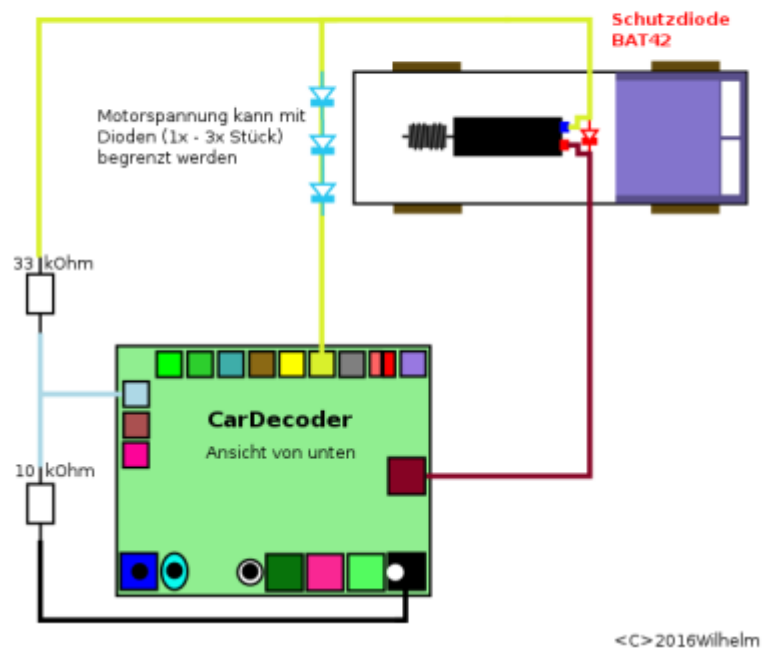 Schutzdiode
BAT42
Motorspannung kann mit
Dioden (1x - 3x Stück)
begrenzt werden
33 kOhm
CarDecoder
Ansicht von unten
10 kOhm
<C>2016Wilhelm